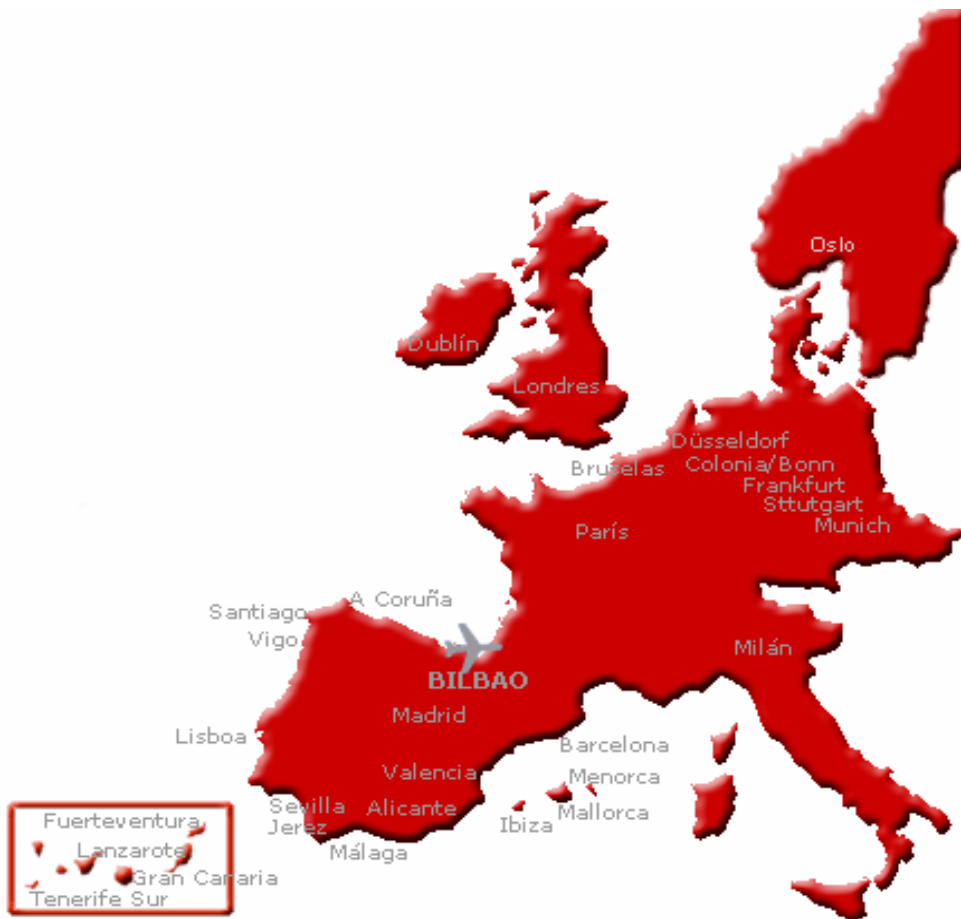 Oslo
Dublín
Londres
Düsseldorf
Bruselas
Colonia/Bonn
Frankfurt
Sttutgart
Munich
París
A Coruña
Santiago
Vigo
Milán
BILBAO
Madrid
Lisboa
Barcelona
Valencia
Menorca
Sevilla
Alicante
Mallorca
Jerez
Ibiza
Málaga
Fuerteventura
Lanzarote
Gran Canaria
Tenerife Sur